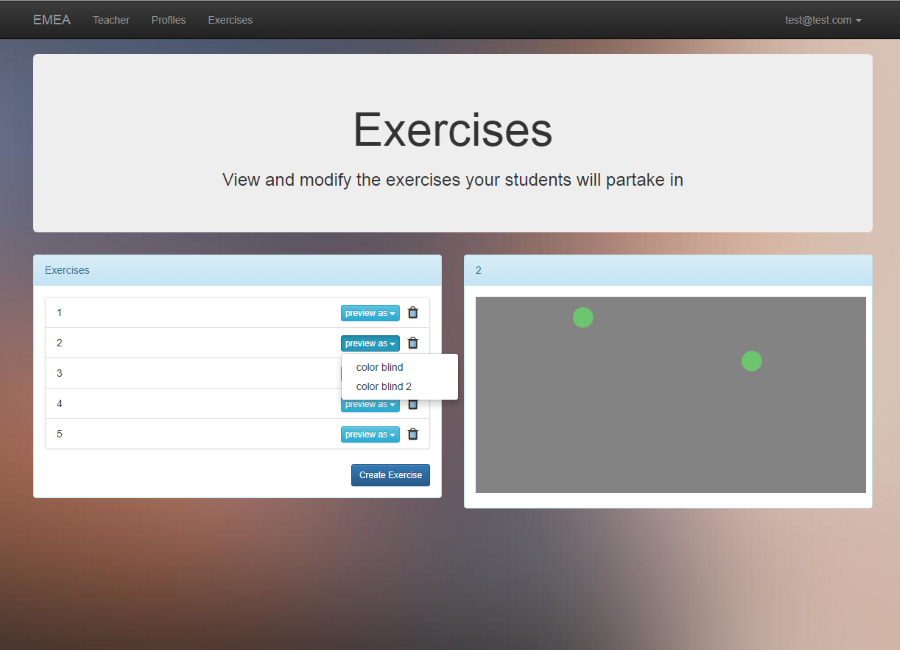 EMEA Teacher Profiles Exercises test@test.com
Exercises
View and modify the exercises your students will partake in
Exercises
1 preview as
2 preview as
color blind
3
color blind 2
4 preview as
5 preview as
Create Exercise
2